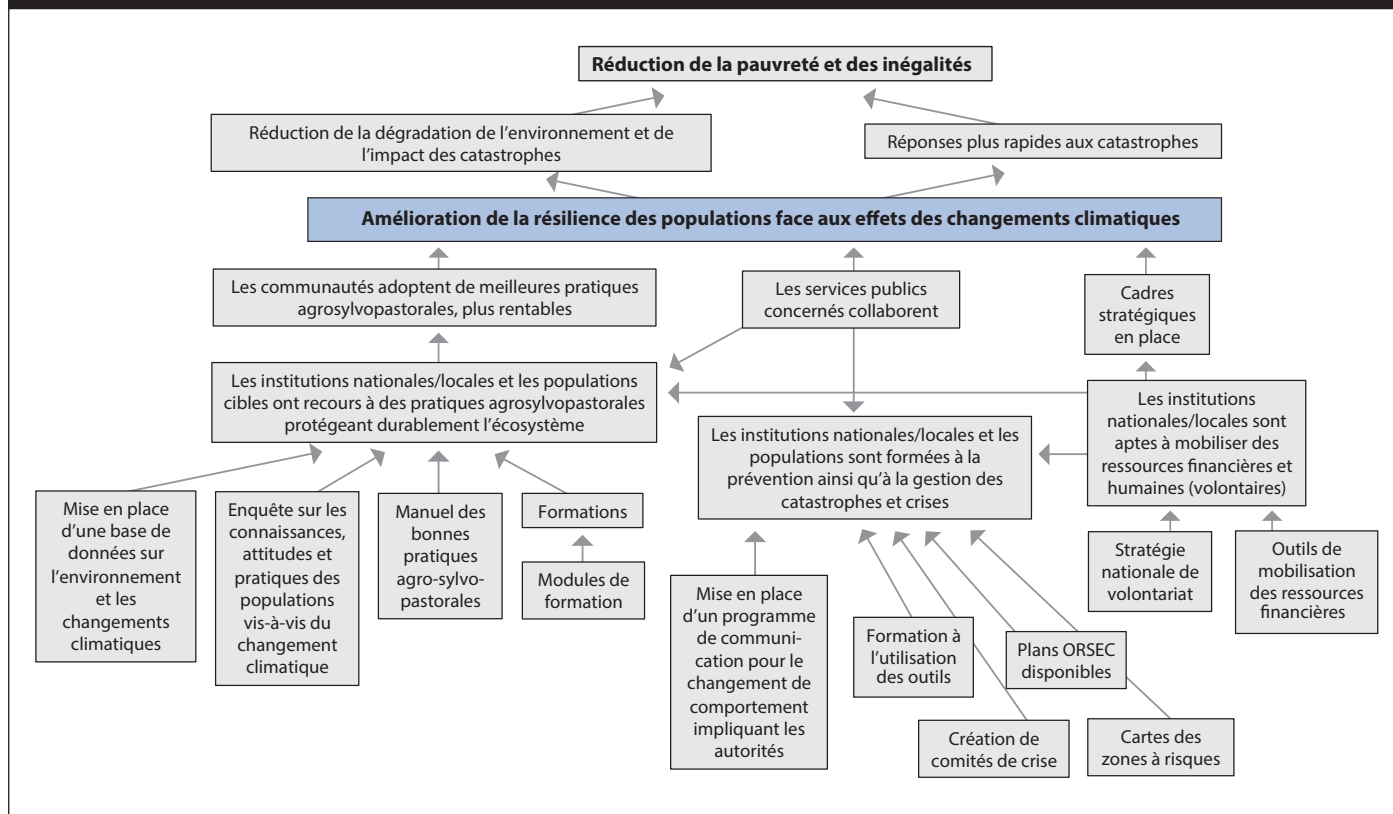 Réduction de la pauvreté et des inégalités
Réduction de la dégradation de l'environnement et de
l'impact des catastrophes
Réponses plus rapides aux catastrophes
Amélioration de la résilience des populations face aux effets des changements climatiques
Les communautés adoptent de meilleures pratiques
agrosylvopastorales, plus rentables
Les services publics
concernés collaborent
Cadres
stratégiques
en place
Les institutions nationales/locales et les populations
cibles ont recours à des pratiques agrosylvopastorales
protégeant durablement l'écosystème
Les institutions nationales/locales et les
populations sont formées à la
prévention ainsi qu'à la gestion des
catastrophes et crises
Les institutions
nationales/locales sont
aptes à mobiliser des
ressources financières et
humaines (volontaires)
Mise en place
d'une base de
données sur
l'environnement
et les
changements
climatiques
Enquête sur les
connaissances,
attitudes et
pratiques des
populations
vis-à-vis du
changement
climatique
Manuel des
bonnes
pratiques
agro-sylvo-
pastorales
Formations
Modules de
formation
Mise en place
d'un programme
de communi-
cation pour le
changement de
comportement
impliquant les
autorités
Formation à
l'utilisation
des outils
Création de
comités de crise
Plans ORSEC
disponibles
Cartes des
zones à risques
Stratégie
nationale de
volontariat
Outils de
mobilisation
des ressources
financières